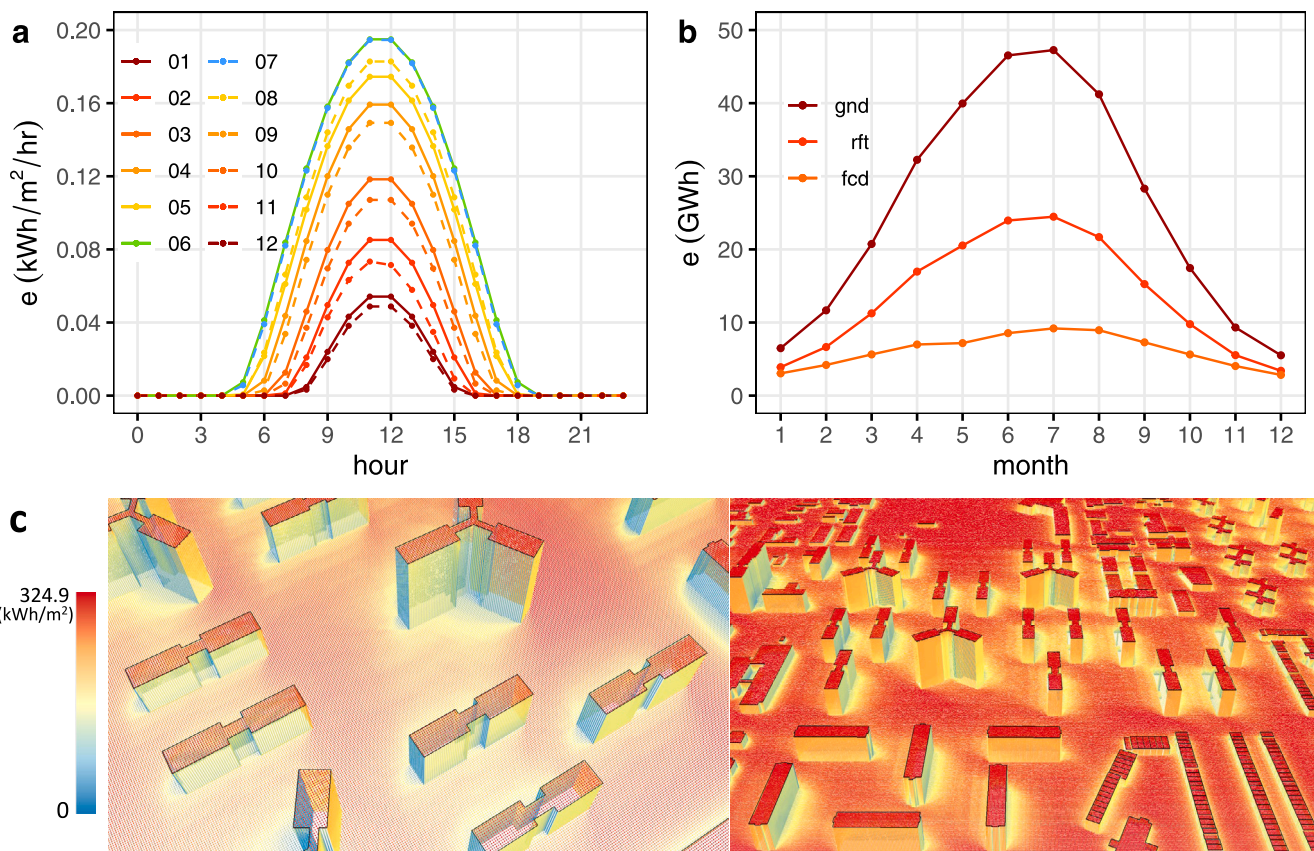 a
e (kWh/m²/hr)
0.20
0.16
0.12
0.08
0.04
0.00
01 07
02 08
03 09
04 10
05 11
06 12
0 3 6 9 12 15 18 21
hour
b
e (GWh)
50
40
30
20
10
0
gnd
rft
fcd
1 2 3 4 5 6 7 8 9 10 11 12
month
c
324.9
(kWh/m²)
0